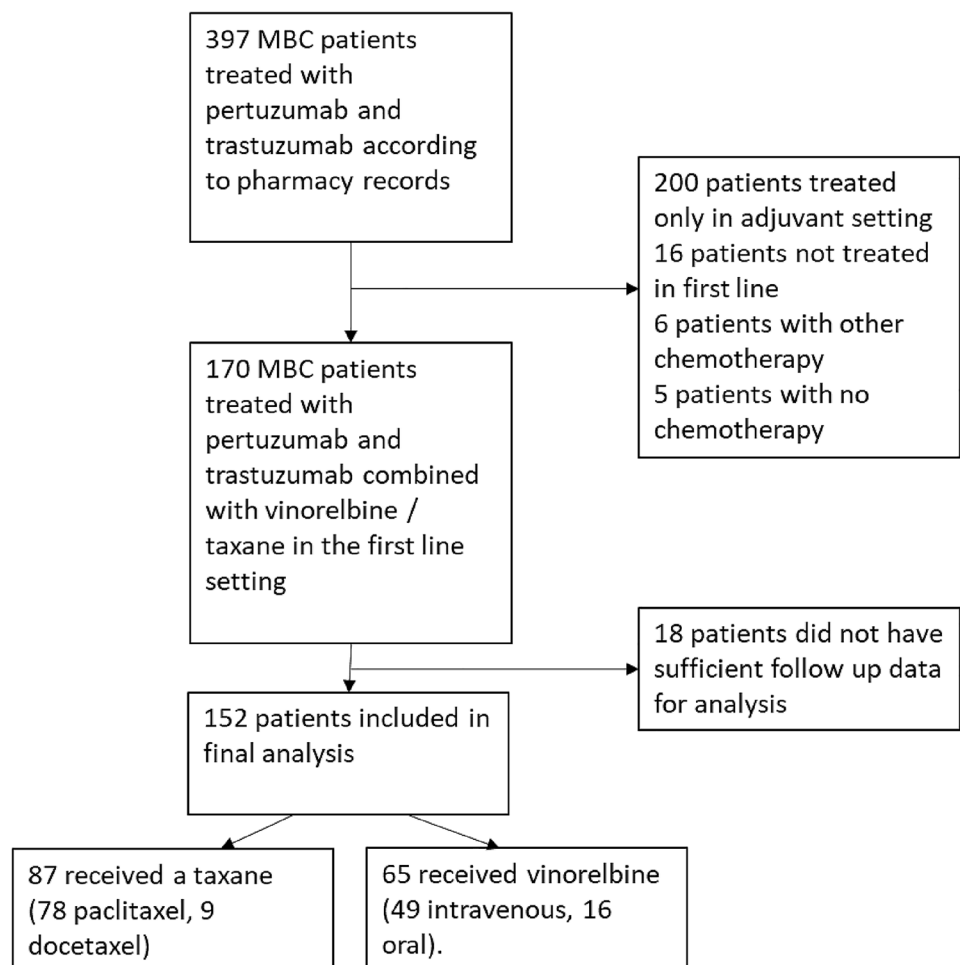 397 MBC patients
treated with
pertuzumab and
trastuzumab according
to pharmacy records
200 patients treated
only in adjuvant setting
16 patients not treated
in first line
6 patients with other
chemotherapy
5 patients with no
chemotherapy
170 MBC patients
treated with
pertuzumab and
trastuzumab combined
with vinorelbine /
taxane in the first line
setting
18 patients did not have
sufficient follow up data
for analysis
152 patients included in
final analysis
87 received a taxane
(78 paclitaxel, 9
docetaxel)
65 received vinorelbine
(49 intravenous, 16
oral).